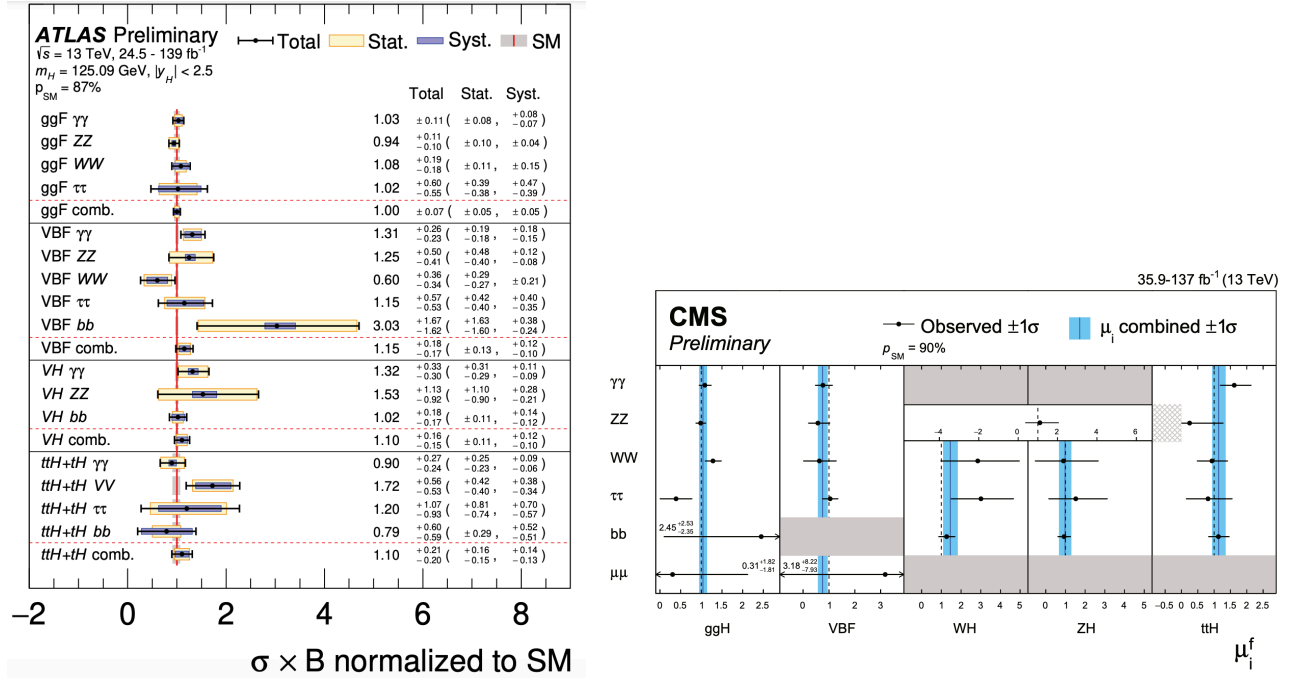 ATLAS Preliminary
√s = 13 TeV, 24.5 - 139 fb⁻¹
m_H = 125.09 GeV, |y_H| < 2.5
p_SM = 87%
Total Stat. Syst. SM
Total Stat. Syst.
ggF γγ 1.03 ± 0.11 ( ± 0.08 , +0.08 −0.07 )
ggF ZZ 0.94 +0.11 −0.10 ( ± 0.10 , ± 0.04 )
ggF WW 1.08 +0.19 −0.18 ( ± 0.11 , ± 0.15 )
ggF ττ 1.02 +0.60 −0.55 ( +0.39 −0.38 , +0.47 −0.39 )
ggF comb. 1.00 ± 0.07 ( ± 0.05 , ± 0.05 )
VBF γγ 1.31 +0.26 −0.23 ( +0.19 −0.18 , +0.18 −0.15 )
VBF ZZ 1.25 +0.50 −0.41 ( +0.48 −0.40 , +0.12 −0.08 )
VBF WW 0.60 +0.36 −0.34 ( +0.29 −0.27 , ± 0.21 )
VBF ττ 1.15 +0.57 −0.53 ( +0.42 −0.40 , +0.40 −0.35 )
VBF bb 3.03 +1.67 −1.62 ( +1.63 −1.60 , +0.38 −0.24 )
VBF comb. 1.15 +0.18 −0.17 ( ± 0.13 , +0.12 −0.10 )
VH γγ 1.32 +0.33 −0.30 ( +0.31 −0.29 , +0.11 −0.09 )
VH ZZ 1.53 +1.13 −0.92 ( +1.10 −0.90 , +0.28 −0.21 )
VH bb 1.02 +0.18 −0.17 ( ± 0.11 , +0.14 −0.12 )
VH comb. 1.10 +0.16 −0.15 ( ± 0.11 , +0.12 −0.10 )
ttH+tH γγ 0.90 +0.27 −0.24 ( +0.25 −0.23 , +0.09 −0.06 )
ttH+tH VV 1.72 +0.56 −0.53 ( +0.42 −0.40 , +0.38 −0.34 )
ttH+tH ττ 1.20 +1.07 −0.93 ( +0.81 −0.74 , +0.70 −0.57 )
ttH+tH bb 0.79 +0.60 −0.59 ( ± 0.29 , +0.52 −0.51 )
ttH+tH comb. 1.10 +0.21 −0.20 ( +0.16 −0.15 , +0.14 −0.13 )
−2 0 2 4 6 8
σ × B normalized to SM
35.9-137 fb⁻¹ (13 TeV)
CMS
Preliminary
Observed ±1σ
μ_i combined ±1σ
p_SM = 90%
γγ
ZZ
-4 -2 0 2 4 6
WW
ττ
bb 2.45 +2.53 −2.35
μμ 0.31 +1.82 −1.81 3.18 +8.22 −7.93
0 0.5 1 1.5 2 2.5
0 1 2 3
0 1 2 3 4 5
0 1 2 3 4 5
−0.5 0 0.5 1 1.5 2 2.5
ggH VBF WH ZH ttH
μ_i^f